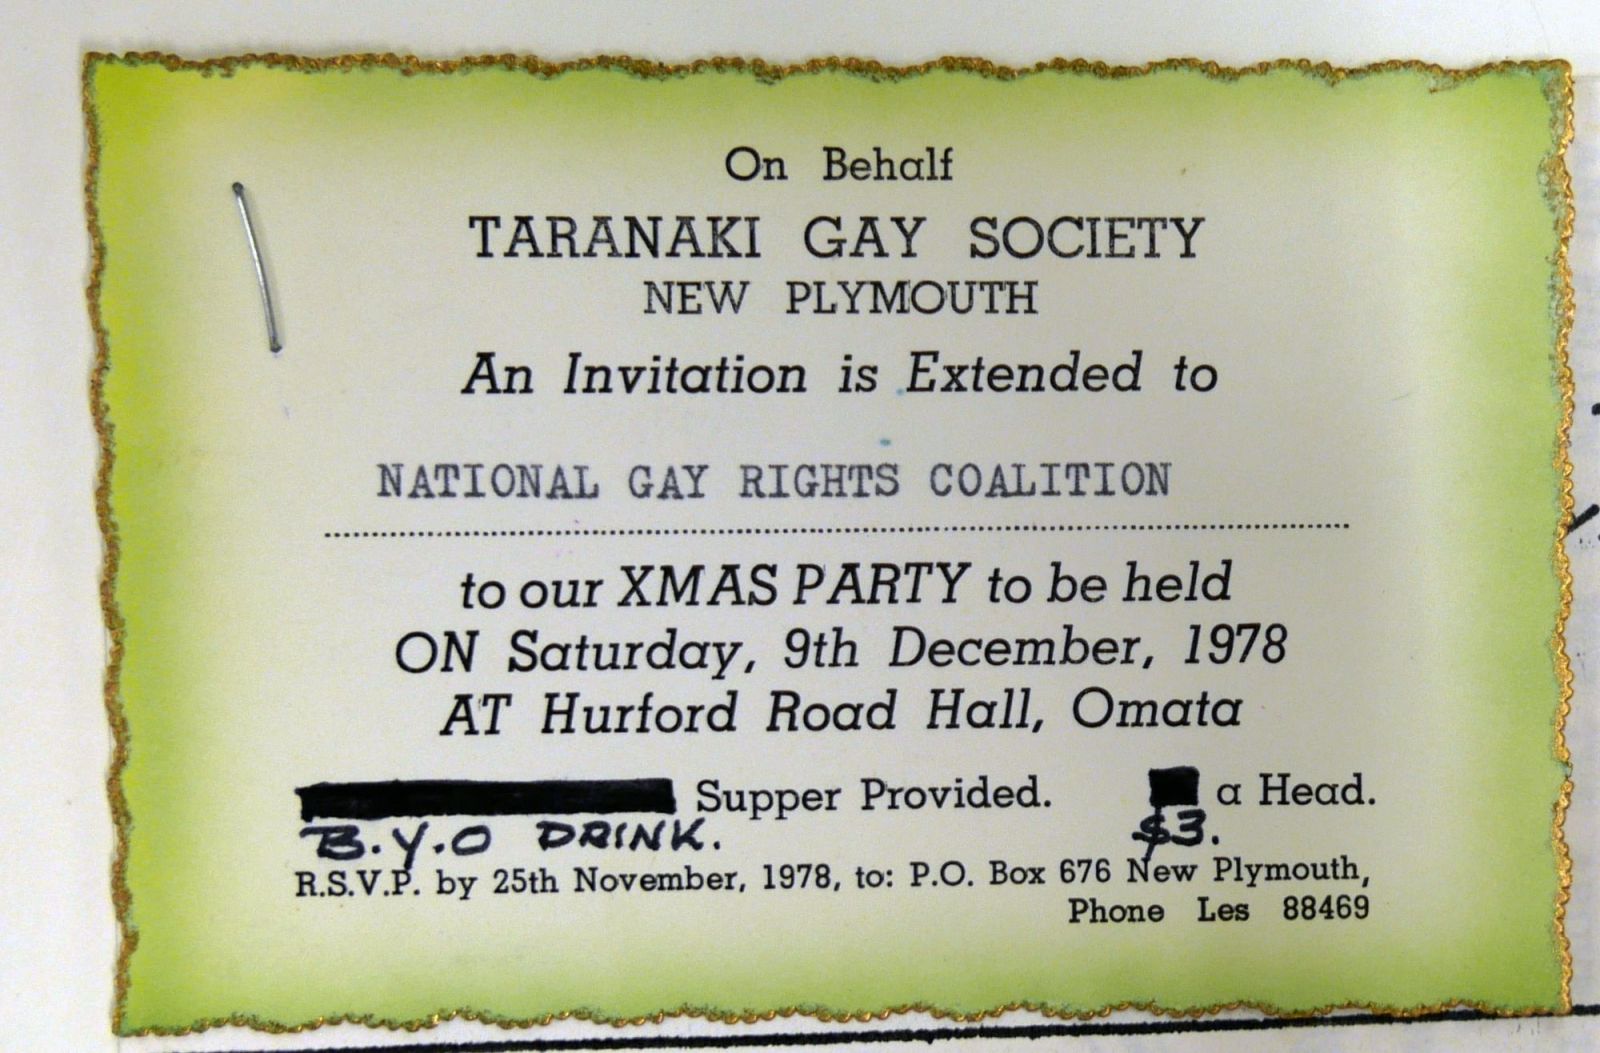 On Behalf
TARANAKI GAY SOCIETY
NEW PLYMOUTH
An Invitation is Extended to
NATIONAL GAY RIGHTS COALITION
to our XMAS PARTY to be held
ON Saturday, 9th December, 1978
AT Hurford Road Hall, Omata
Supper Provided. a Head.
B.Y.O DRINK. $3.
R.S.V.P. by 25th November, 1978, to: P.O. Box 676 New Plymouth,
Phone Les 88469